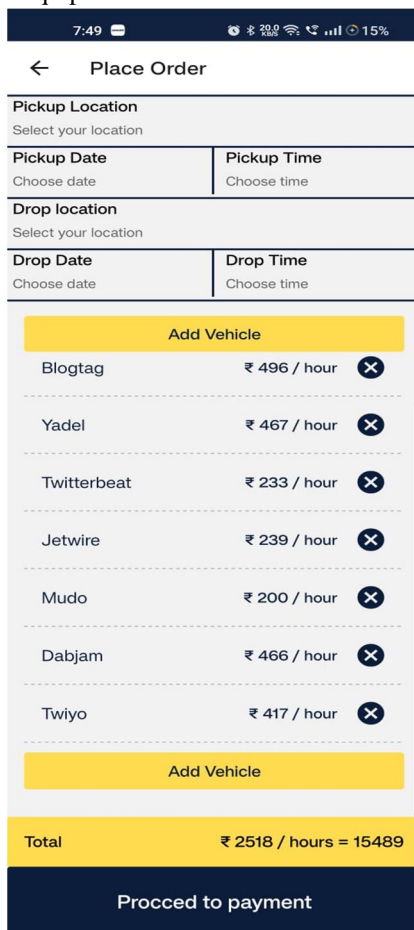 7:49 20.0 KB/S 15%
← Place Order
Pickup Location
Select your location
Pickup Date Pickup Time
Choose date Choose time
Drop location
Select your location
Drop Date Drop Time
Choose date Choose time
Add Vehicle
Blogtag ₹ 496 / hour
Yadel ₹ 467 / hour
Twitterbeat ₹ 233 / hour
Jetwire ₹ 239 / hour
Mudo ₹ 200 / hour
Dabjam ₹ 466 / hour
Twiyo ₹ 417 / hour
Add Vehicle
Total ₹ 2518 / hours = 15489
Procced to payment